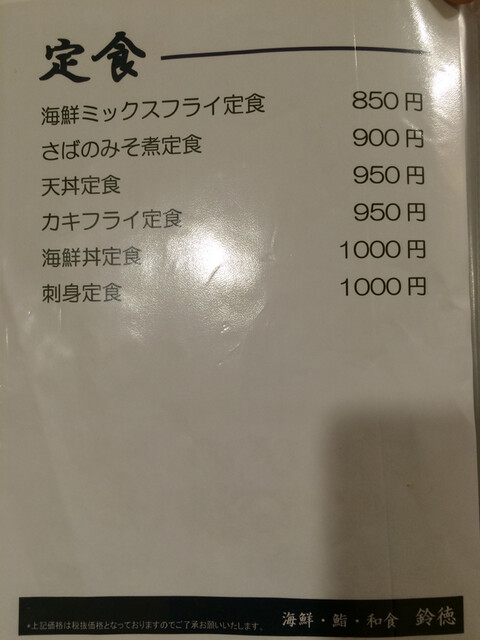 定食
海鮮ミックスフライ定食 850円
さばのみそ煮定食 900円
天丼定食 950円
カキフライ定食 950円
海鮮丼定食 1000円
刺身定食 1000円
*上記価格は税抜価格となっておりますのでご了承お願いいたします。 海鮮・鮨・和食 鈴徳